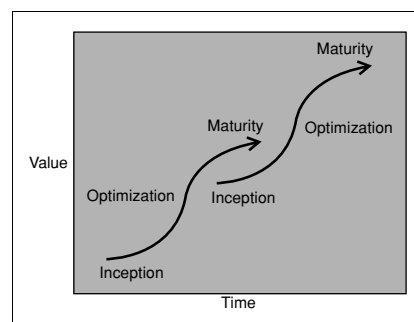 Maturity
Maturity
Optimization
Value
Optimization
Inception
Inception
Time